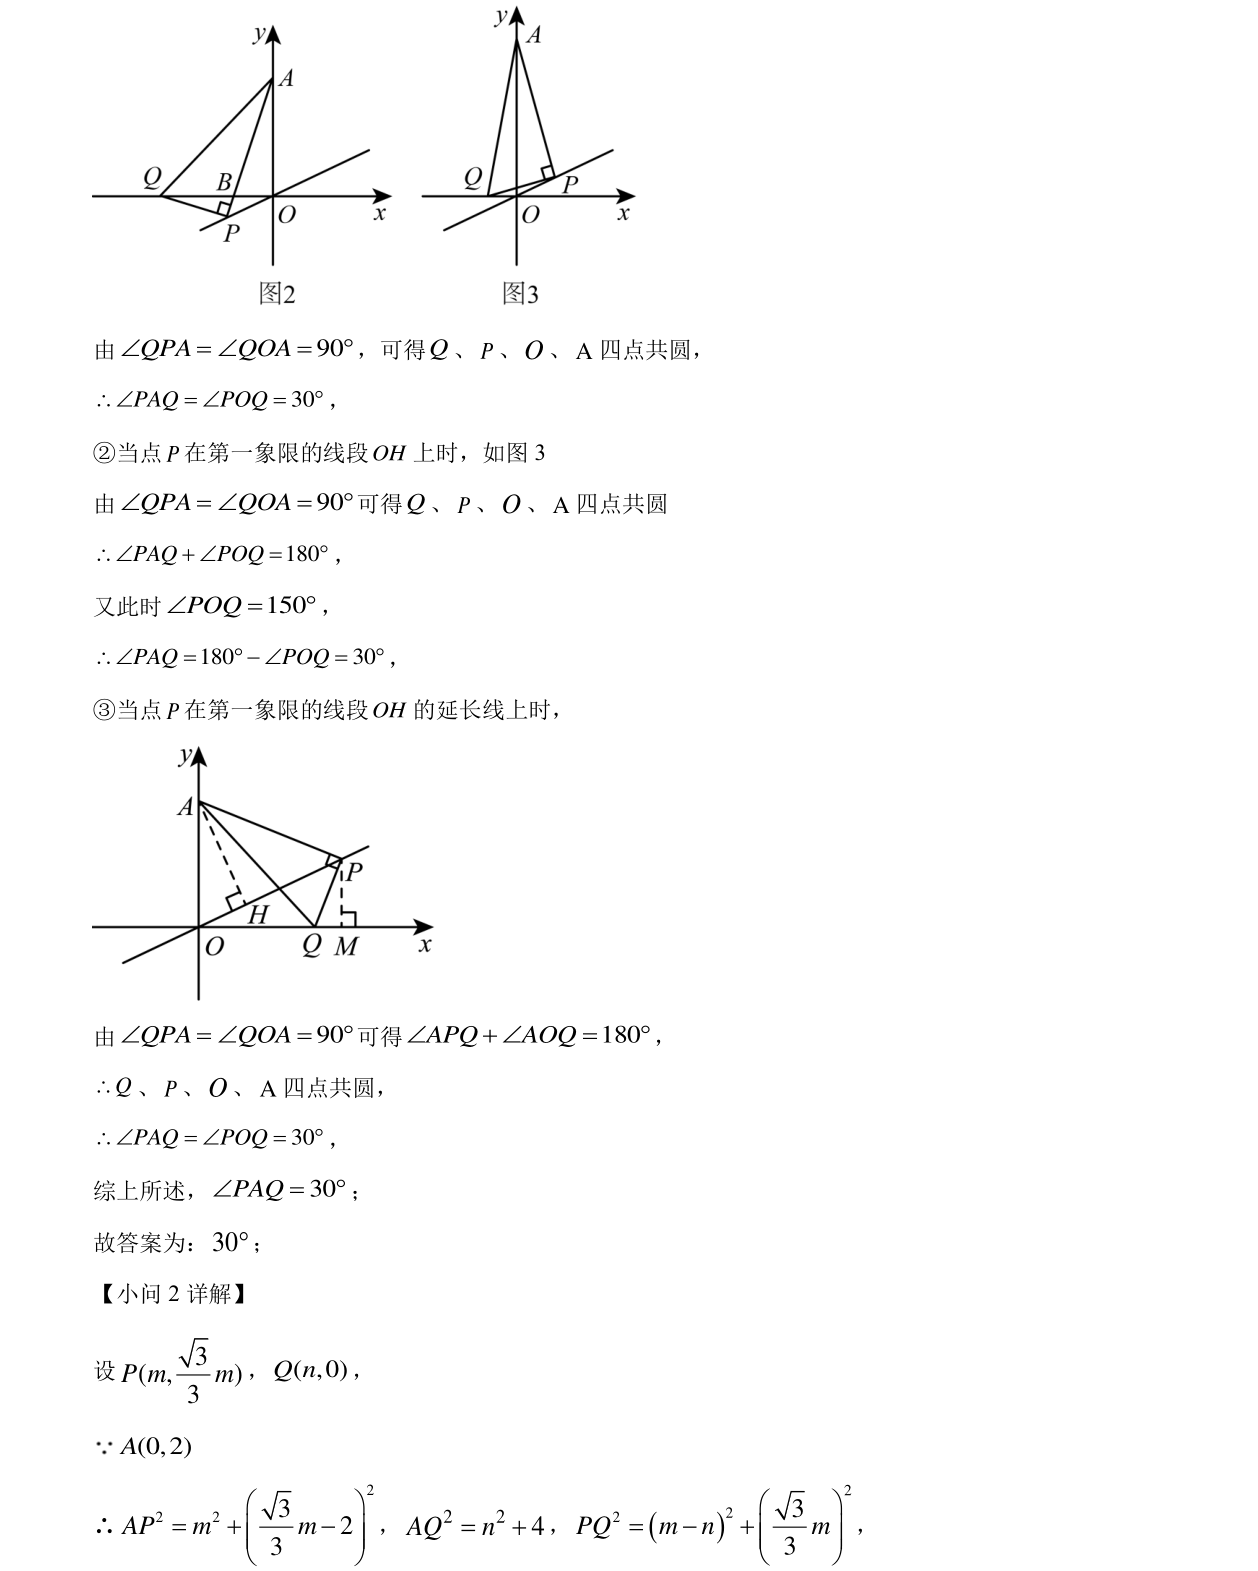 y A Q B P O x
y A Q P O x
图2 图3
由∠QPA=∠QOA=90°，可得Q、P、O、A四点共圆，
∴∠PAQ=∠POQ=30°，
②当点P在第一象限的线段OH上时，如图3
由∠QPA=∠QOA=90°可得Q、P、O、A四点共圆
∴∠PAQ+∠POQ=180°，
又此时∠POQ=150°，
∴∠PAQ=180°−∠POQ=30°，
③当点P在第一象限的线段OH的延长线上时，
y A P H O Q M x
由∠QPA=∠QOA=90°可得∠APQ+∠AOQ=180°，
∴Q、P、O、A四点共圆，
∴∠PAQ=∠POQ=30°，
综上所述，∠PAQ=30°；
故答案为：30°；
【小问2详解】
设P(m,√3/3 m)，Q(n,0)，
∵A(0,2)
∴AP²=m²+(√3/3 m−2)²，AQ²=n²+4，PQ²=(m−n)²+(√3/3 m)²，